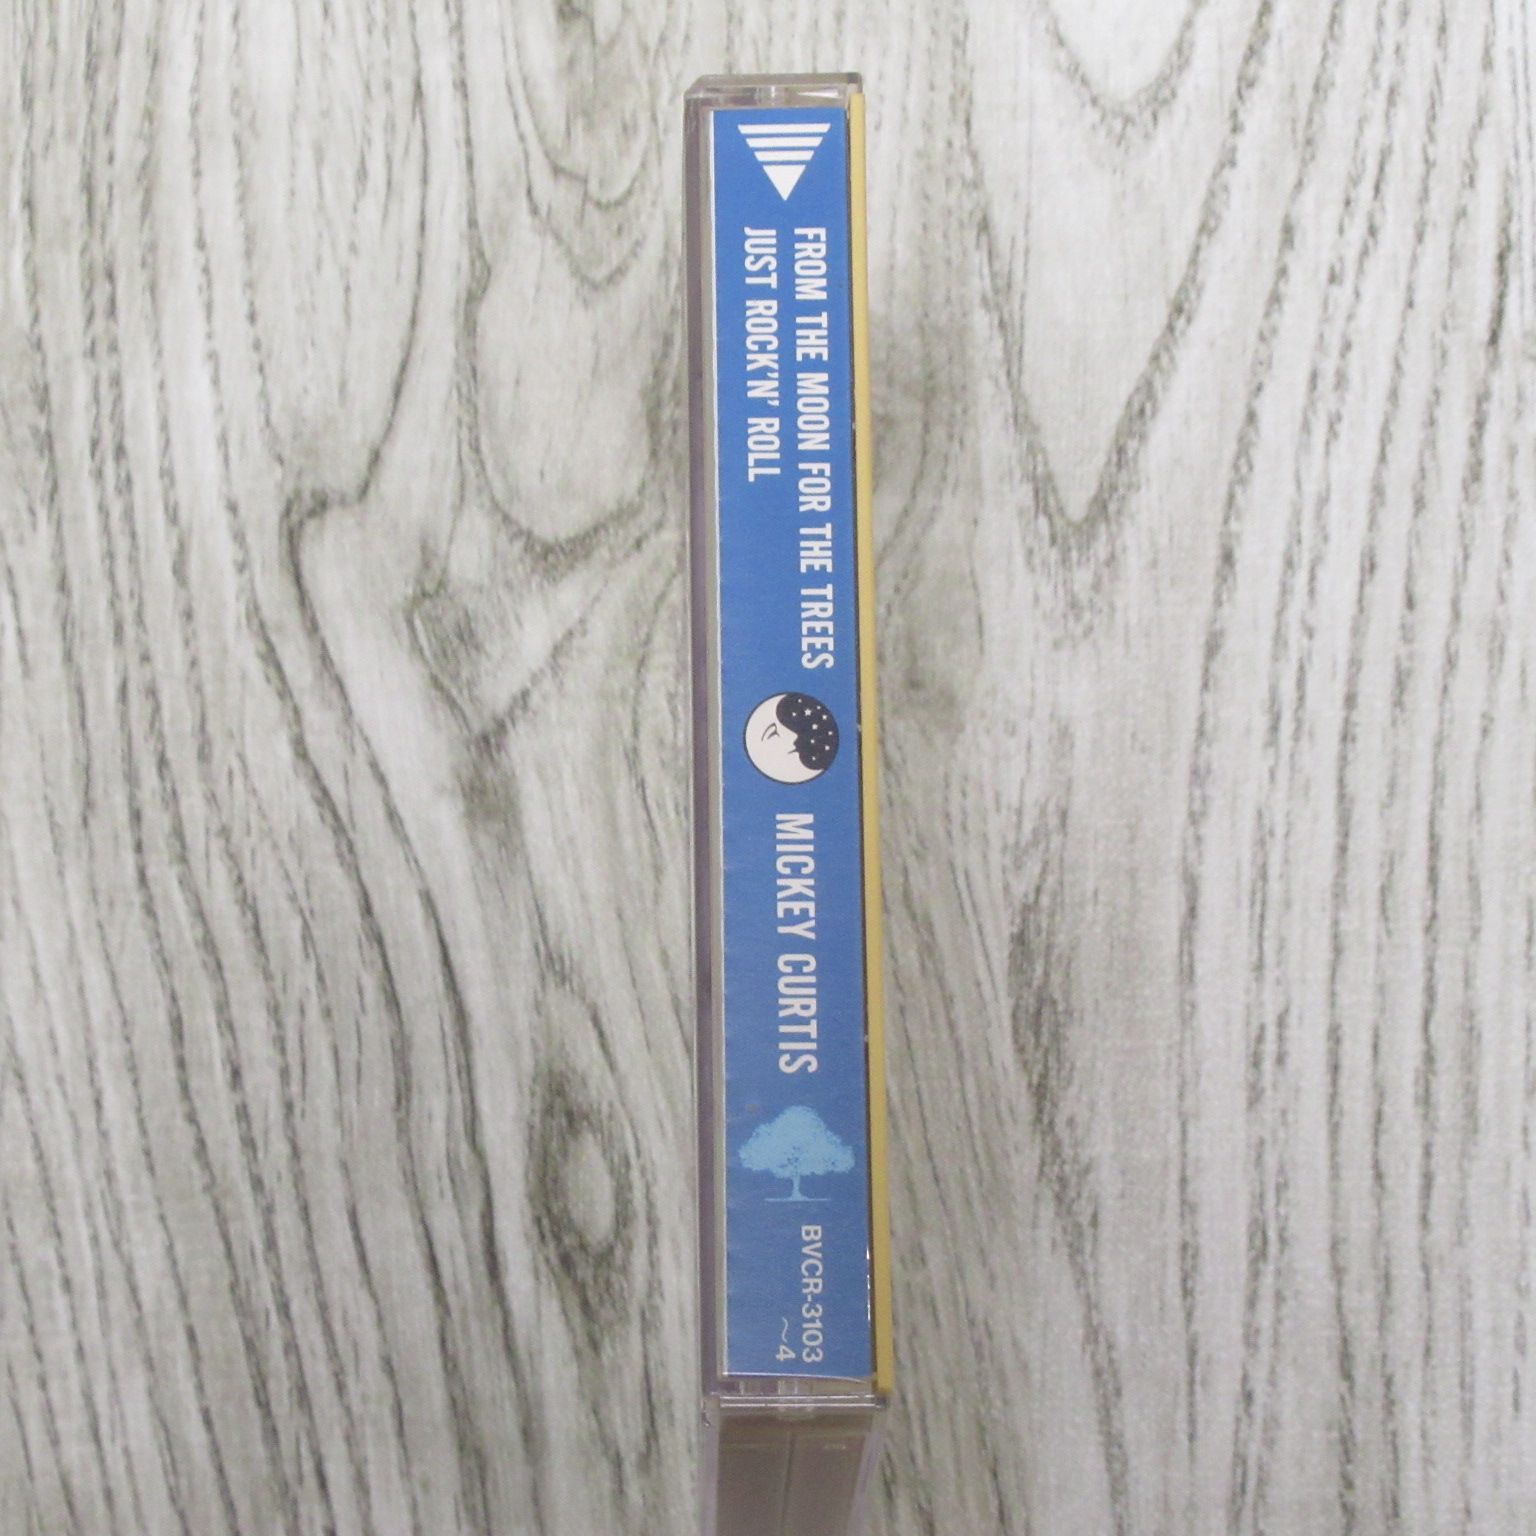 FROM THE MOON FOR THE TREES
JUST ROCK'N' ROLL
MICKEY CURTIS
BVCR-3103
～4